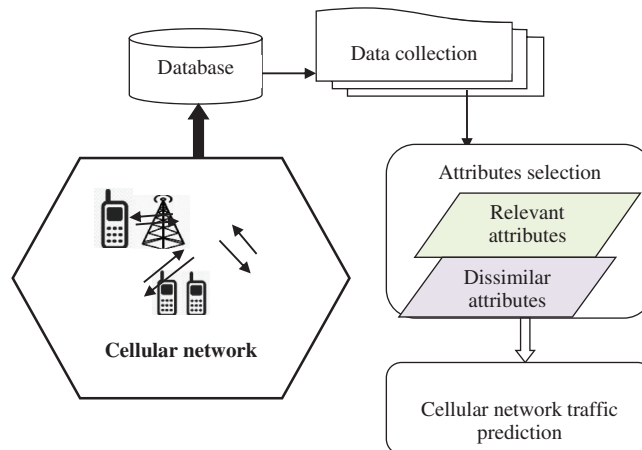 Database
Data collection
Attributes selection
Relevant
attributes
Dissimilar
attributes
Cellular network
Cellular network traffic
prediction